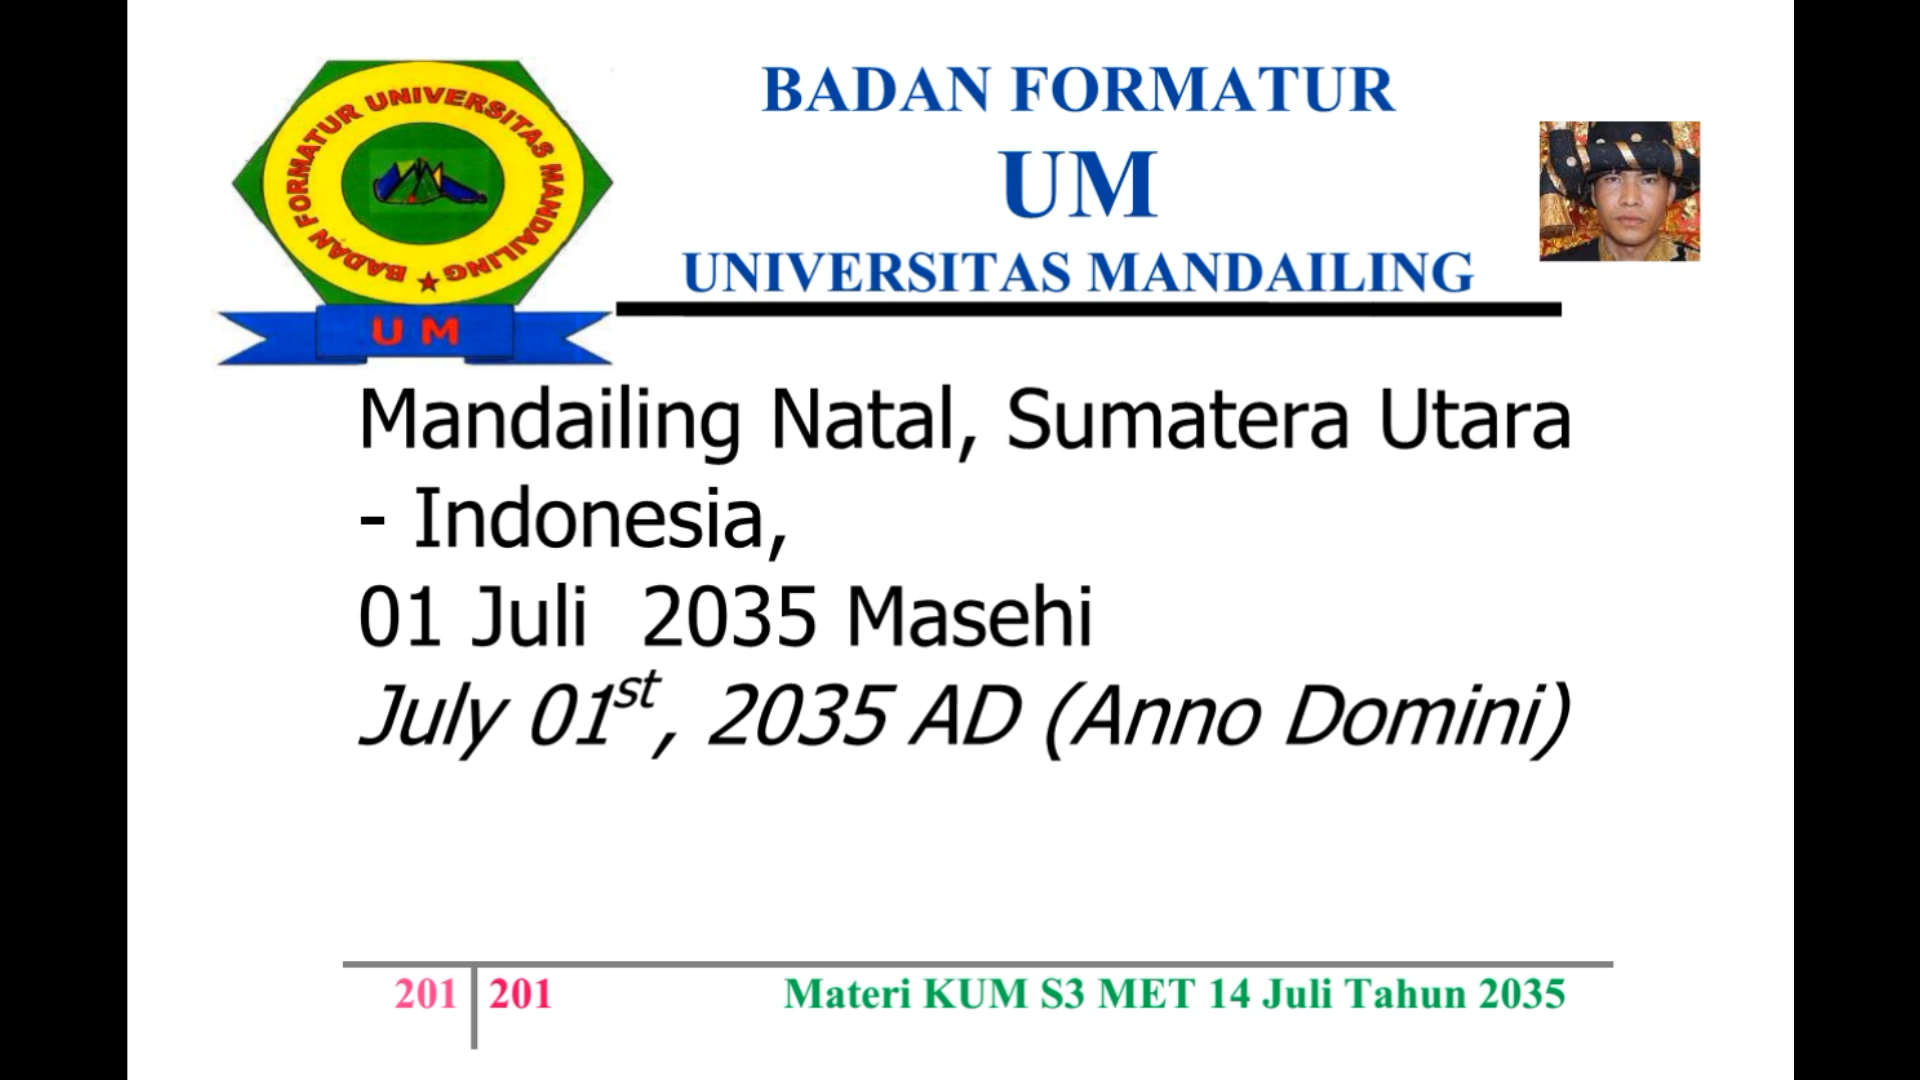 BADAN FORMATUR UNIVERSITAS MANDAILING
U M
BADAN FORMATUR
UM
UNIVERSITAS MANDAILING
Mandailing Natal, Sumatera Utara
- Indonesia,
01 Juli 2035 Masehi
July 01st, 2035 AD (Anno Domini)
201 201 Materi KUM S3 MET 14 Juli Tahun 2035